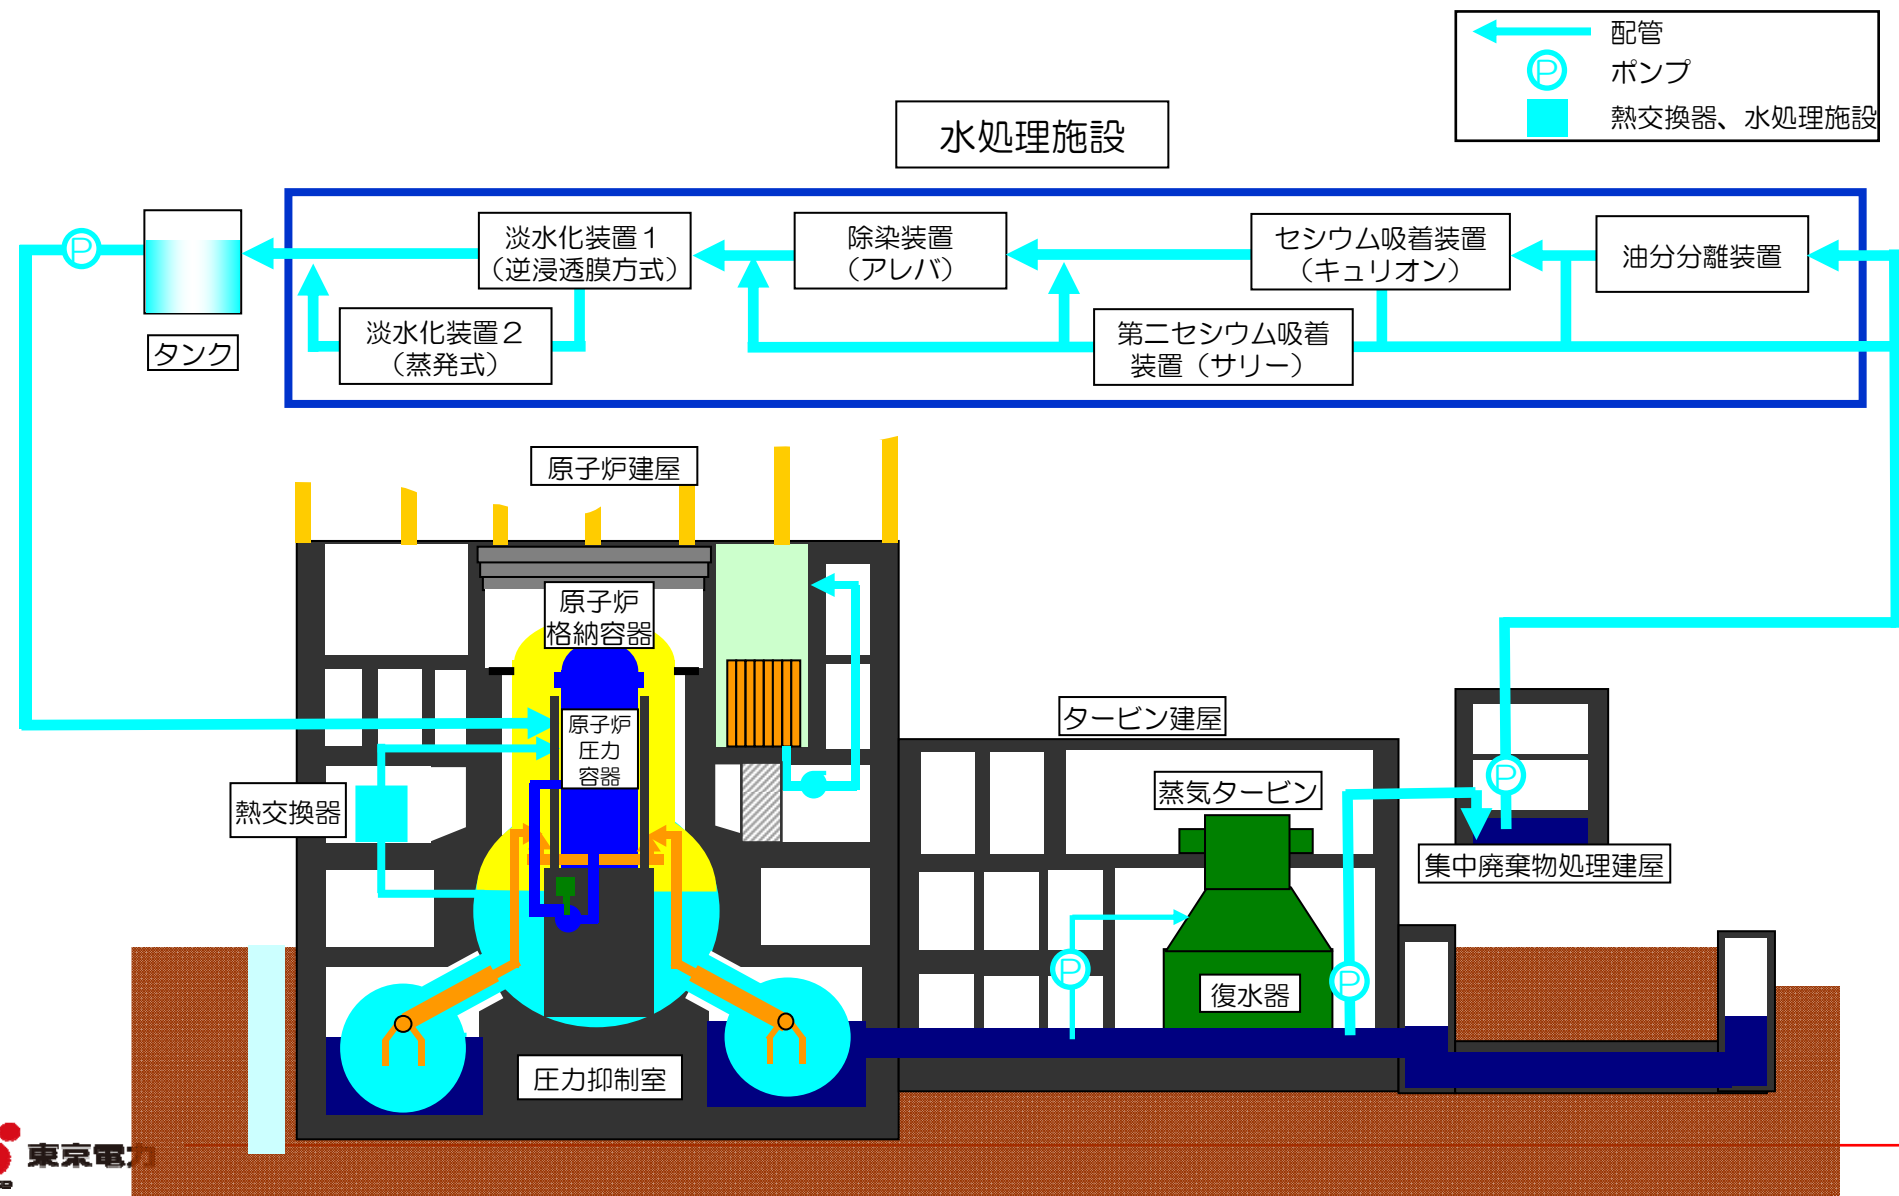 配管
Ⓟ
ポンプ
熱交換器、水処理施設
水処理施設
P
タンク
淡水化装置1
(逆浸透膜方式)
淡水化装置2
(蒸発式)
除染装置
(アレバ)
セシウム吸着装置
(キュリオン)
第二セシウム吸着
装置(サリー)
油分分離装置
原子炉建屋
原子炉
格納容器
原子炉
圧力
容器
熱交換器
圧力抑制室
タービン建屋
蒸気タービン
復水器
P
P
P
集中廃棄物処理建屋
東京電力